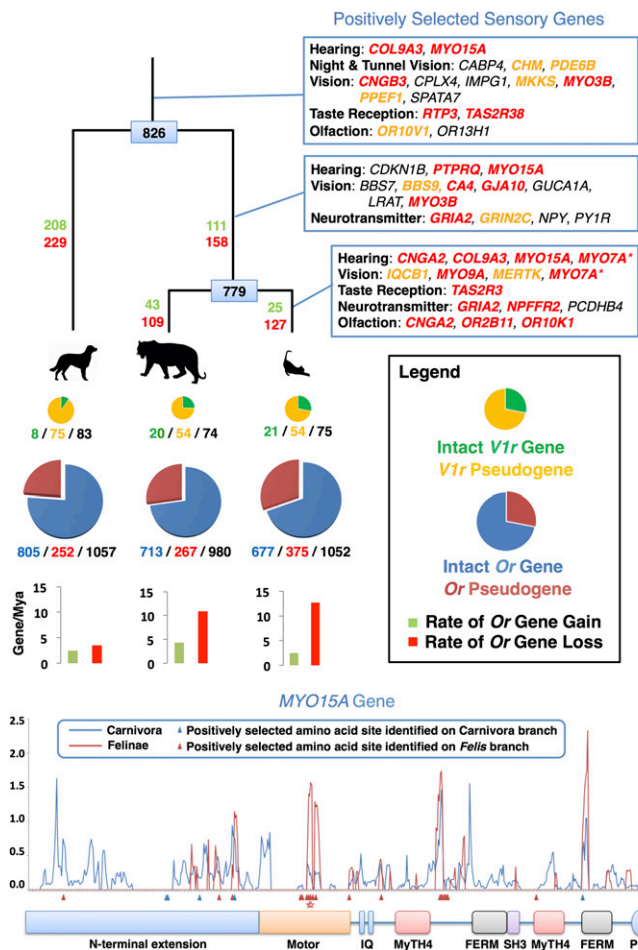 Positively Selected Sensory Genes
Hearing: COL9A3, MYO15A
Night & Tunnel Vision: CABP4, CHM, PDE6B
Vision: CNGB3, CPLX4, IMPG1, MKKS, MYO3B,
PPEF1, SPATA7
Taste Reception: RTP3, TAS2R38
Olfaction: OR10V1, OR13H1
826
Hearing: CDKN1B, PTPRQ, MYO15A
Vision: BBS7, BBS9, CA4, GJA10, GUCA1A,
LRAT, MYO3B
Neurotransmitter: GRIA2, GRIN2C, NPY, PY1R
208
229
111
158
Hearing: CNGA2, COL9A3, MYO15A, MYO7A*
Vision: IQCB1, MYO9A, MERTK, MYO7A*
Taste Reception: TAS2R3
Neurotransmitter: GRIA2, NPFFR2, PCDHB4
Olfaction: CNGA2, OR2B11, OR10K1
779
43
109
25
127
8 / 75 / 83
20 / 54 / 74
21 / 54 / 75
805 / 252 / 1057
713 / 267 / 980
677 / 375 / 1052
Legend
Intact V1r Gene
V1r Pseudogene
Intact Or Gene
Or Pseudogene
Rate of Or Gene Gain
Rate of Or Gene Loss
Gene/Mya
15
10
5
0
15
10
5
0
15
10
5
0
MYO15A Gene
Carnivora
Positively selected amino acid site identified on Carnivora branch
Felinae
Positively selected amino acid site identified on Felis branch
2.5
2.0
1.5
1.0
0.5
0.0
N-terminal extension
Motor
IQ
MyTH4
FERM
SH3
MyTH4
FERM